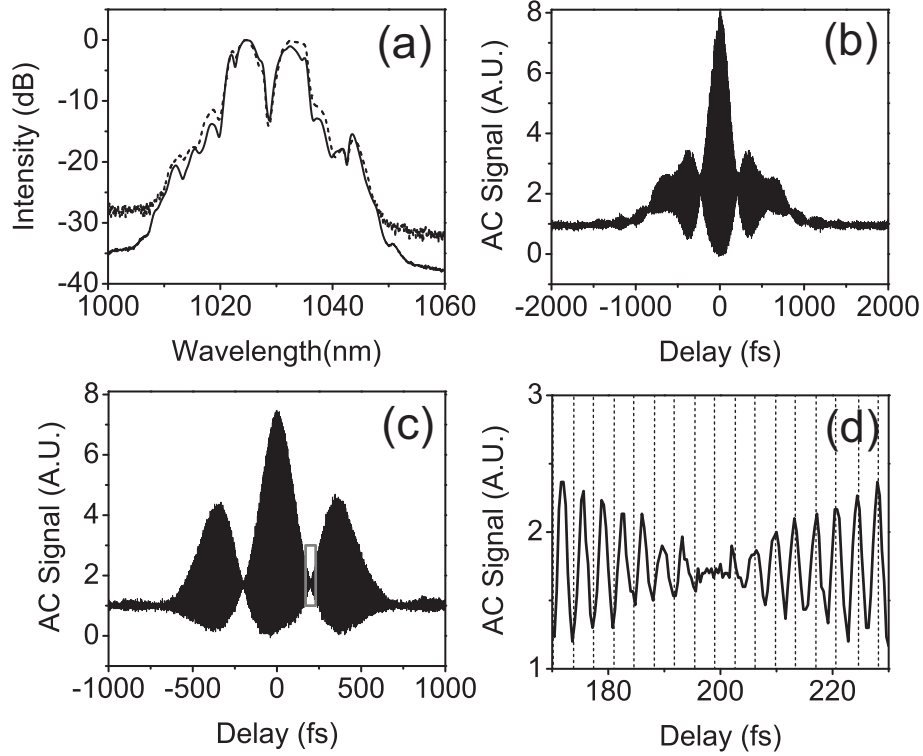 (a)
0
-10
-20
-30
-40
Intensity (dB)
1000 1020 1040 1060
Wavelength(nm)
(b)
8
6
4
2
0
AC Signal (A.U.)
-2000 -1000 0 1000 2000
Delay (fs)
(c)
8
6
4
2
0
AC Signal (A.U.)
-1000 -500 0 500 1000
Delay (fs)
(d)
3
2
1
AC Signal (A.U.)
180 200 220
Delay (fs)